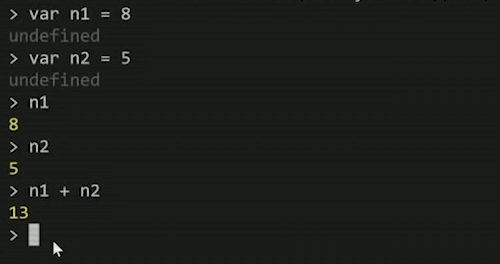 > var n1 = 8
undefined
> var n2 = 5
undefined
> n1
8
> n2
5
> n1 + n2
13
>